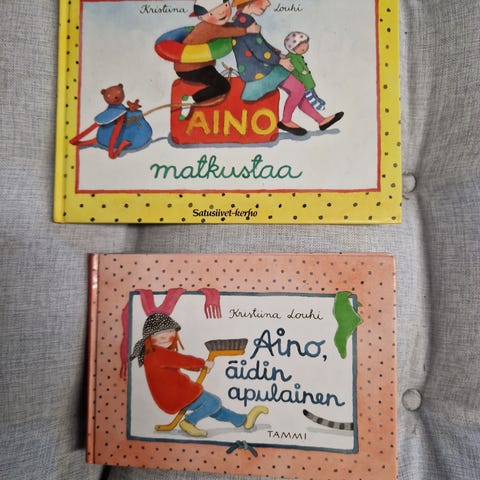 Kristiina Louhi
AINO
matkustaa
Satusiivet-kerho
Kristiina Louhi
Aino,
äidin
apulainen
TAMMI